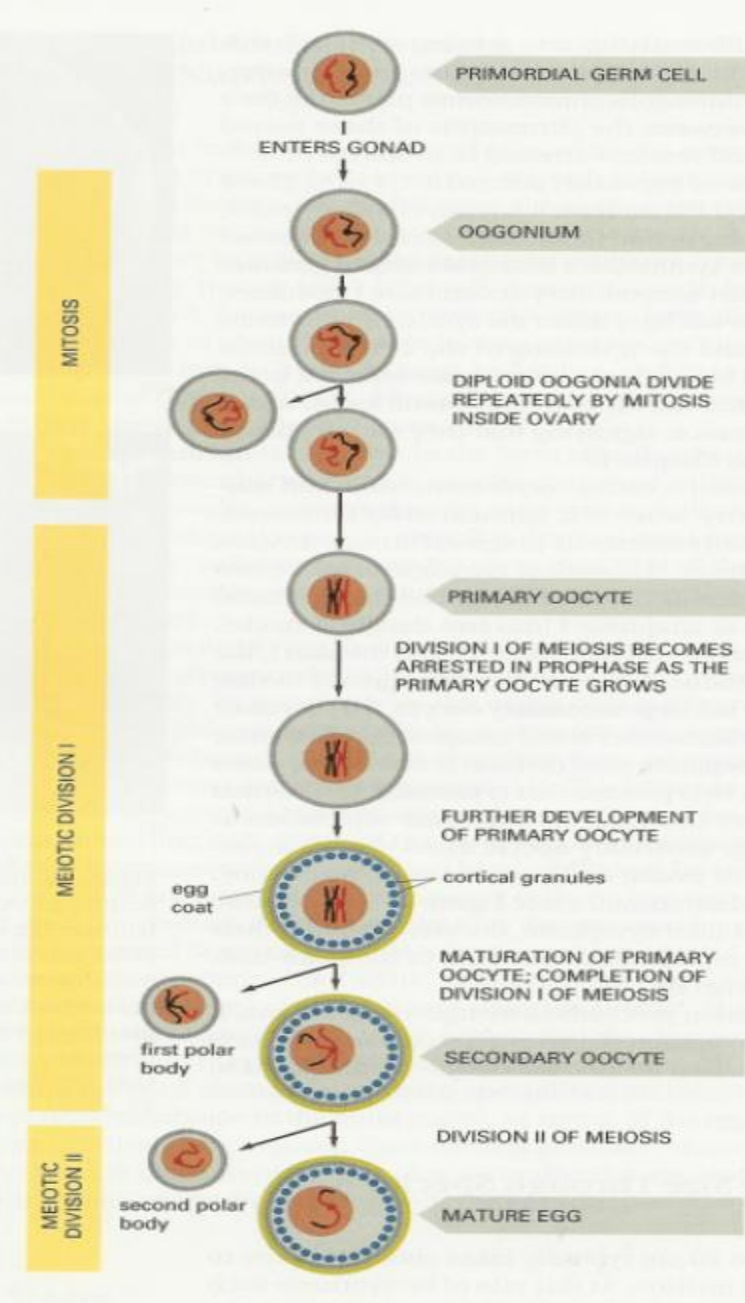 PRIMORDIAL GERM CELL
ENTERS GONAD
OOGONIUM
MITOSIS
DIPLOID OOGONIA DIVIDE
REPEATEDLY BY MITOSIS
INSIDE OVARY
PRIMARY OOCYTE
DIVISION I OF MEIOSIS BECOMES
ARRESTED IN PROPHASE AS THE
PRIMARY OOCYTE GROWS
MEIOTIC DIVISION I
FURTHER DEVELOPMENT
OF PRIMARY OOCYTE
egg
coat
cortical granules
MATURATION OF PRIMARY
OOCYTE; COMPLETION OF
DIVISION I OF MEIOSIS
first polar
body
SECONDARY OOCYTE
DIVISION II OF MEIOSIS
MEIOTIC
DIVISION II
second polar
body
MATURE EGG